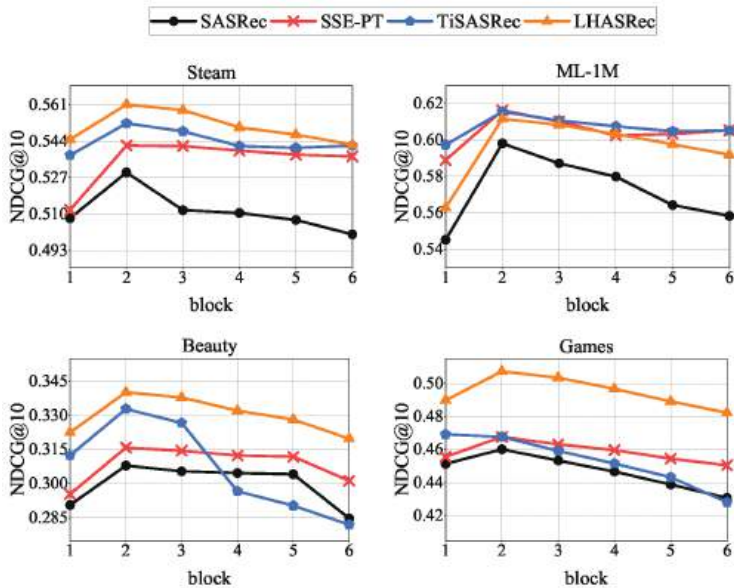 SASRec SSE-PT TiSASRec LHASRec
Steam
NDCG@10
0.561
0.544
0.527
0.510
0.493
1 2 3 4 5 6
block
ML-1M
NDCG@10
0.62
0.60
0.58
0.56
0.54
1 2 3 4 5 6
block
Beauty
NDCG@10
0.345
0.330
0.315
0.300
0.285
1 2 3 4 5 6
block
Games
NDCG@10
0.50
0.48
0.46
0.44
0.42
1 2 3 4 5 6
block